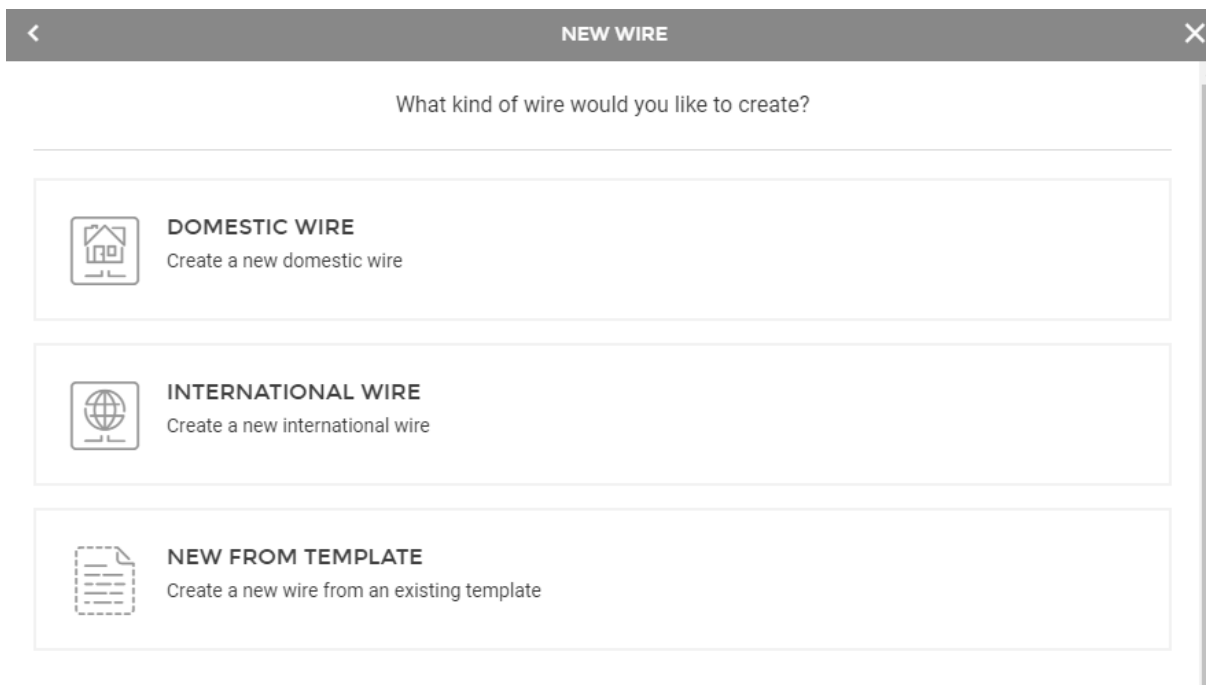 NEW WIRE
What kind of wire would you like to create?
DOMESTIC WIRE
Create a new domestic wire
INTERNATIONAL WIRE
Create a new international wire
NEW FROM TEMPLATE
Create a new wire from an existing template